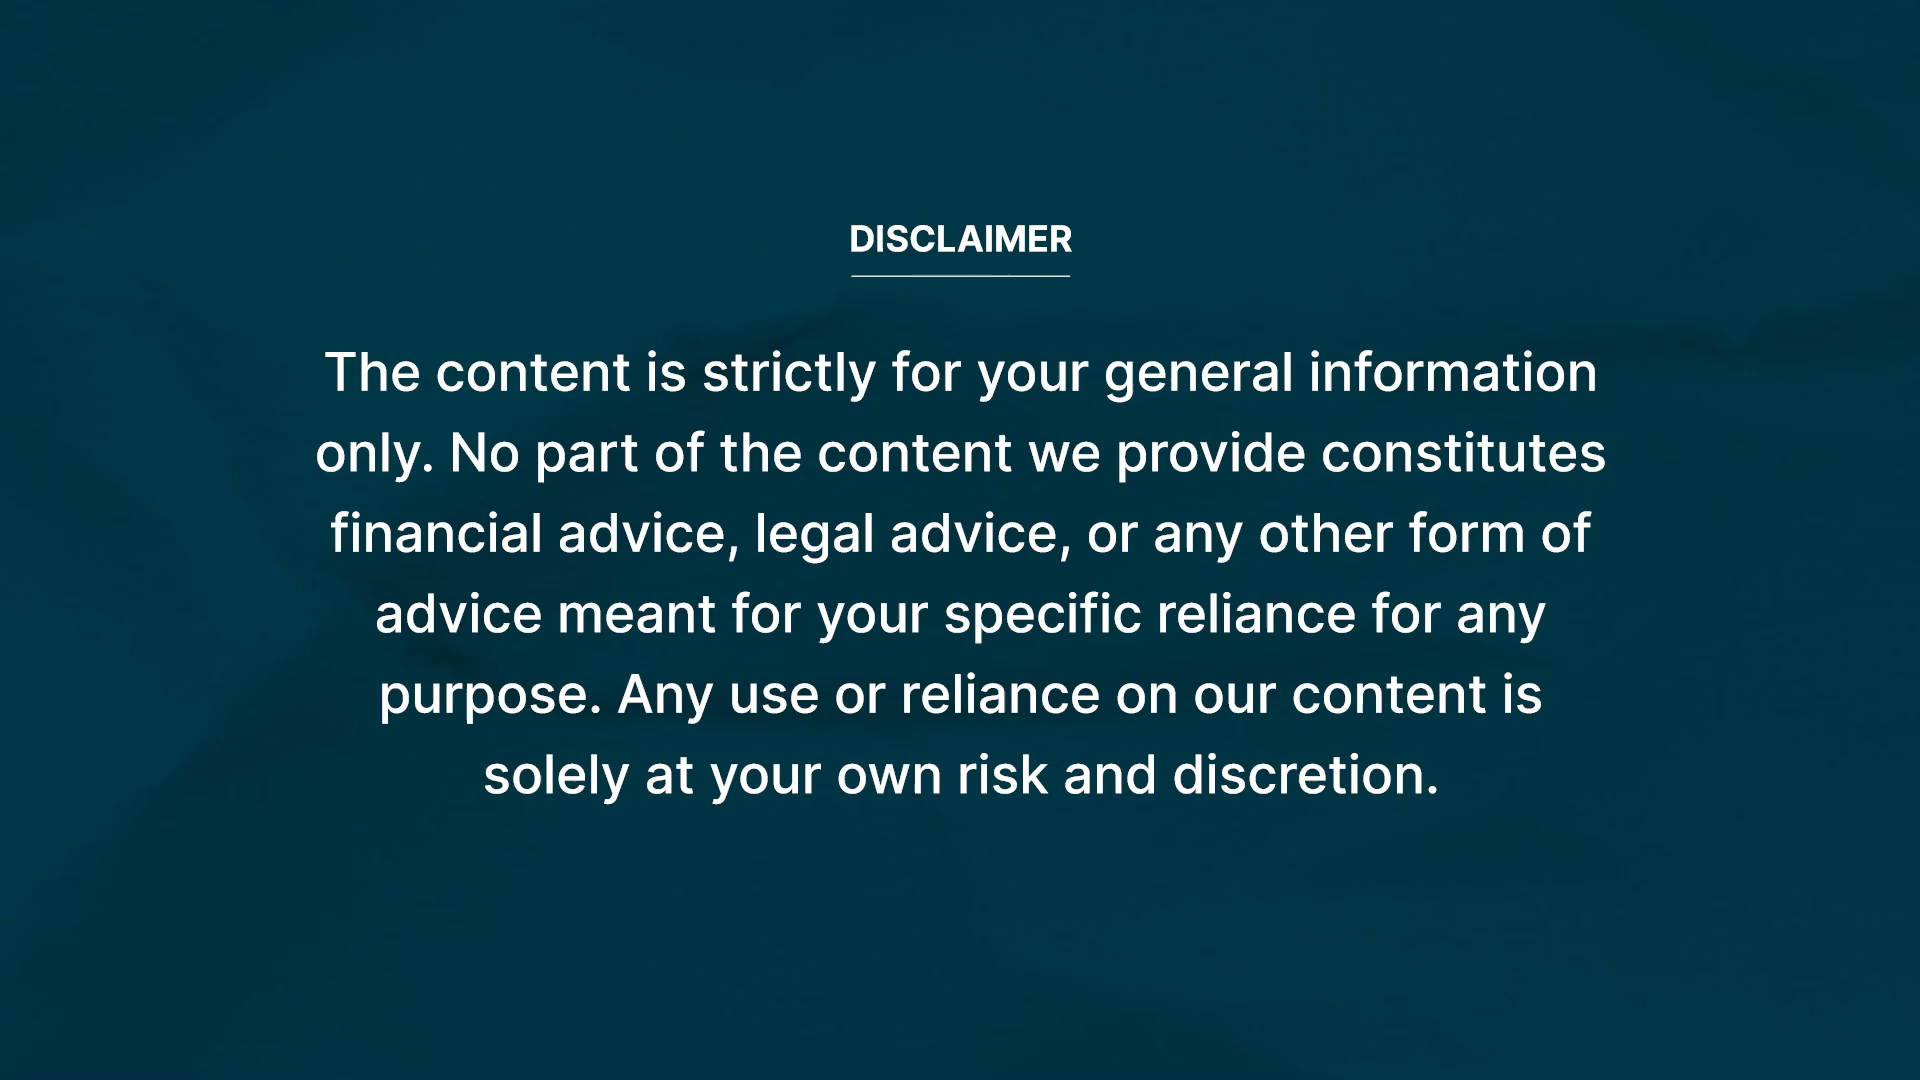 DISCLAIMER
The content is strictly for your general information
only. No part of the content we provide constitutes
financial advice, legal advice, or any other form of
advice meant for your specific reliance for any
purpose. Any use or reliance on our content is
solely at your own risk and discretion.